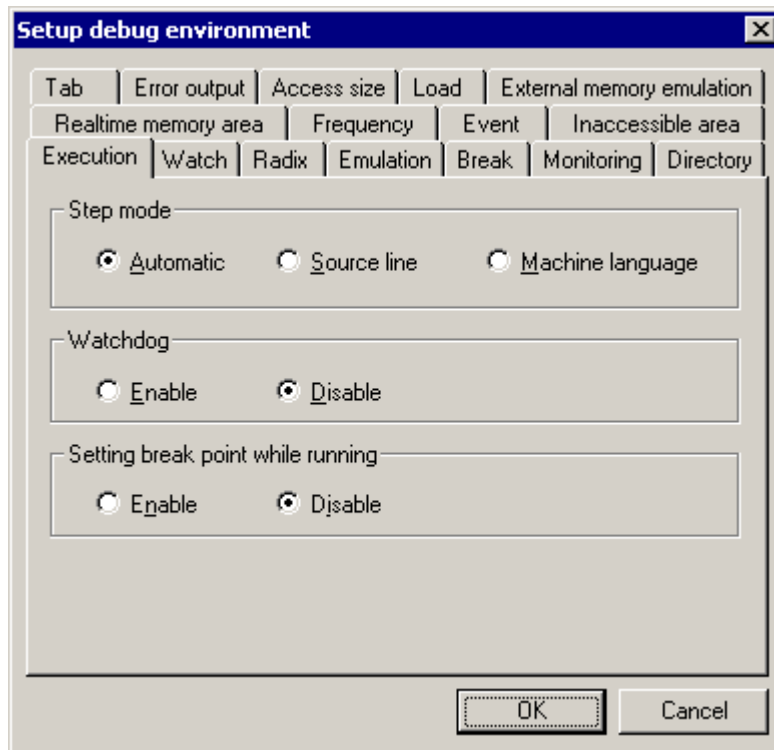 Setup debug environment
Tab Error output Access size Load External memory emulation
Realtime memory area Frequency Event Inaccessible area
Execution Watch Radix Emulation Break Monitoring Directory
Step mode
Automatic Source line Machine language
Watchdog
Enable Disable
Setting break point while running
Enable Disable
OK Cancel